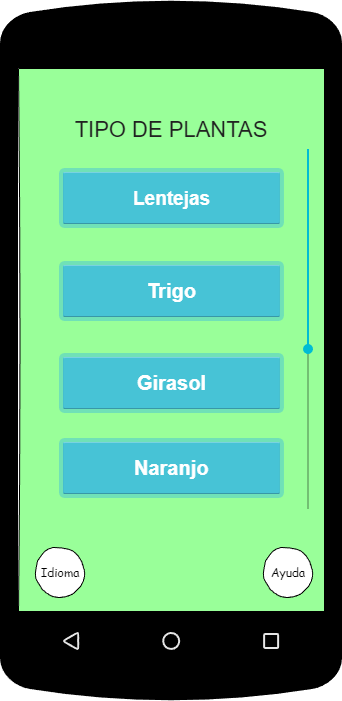 TIPO DE PLANTAS
Lentejas
Trigo
Girasol
Naranjo
Idioma
Ayuda